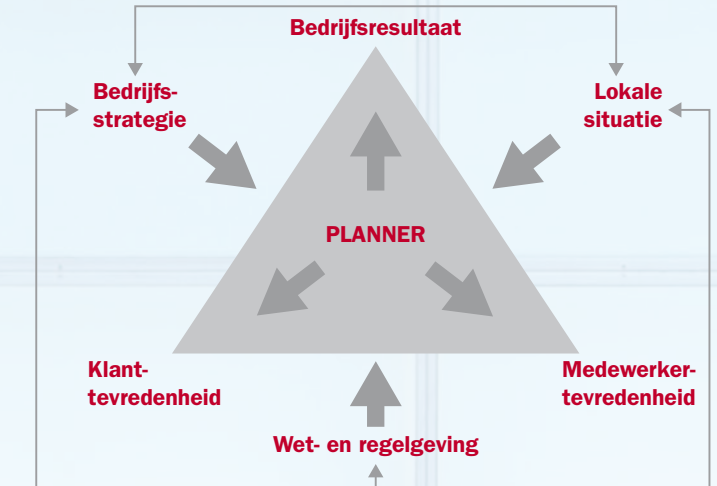 Bedrijfsresultaat
Bedrijfs-
strategie
Lokale
situatie
PLANNER
Klant-
tevredenheid
Medewerker-
tevredenheid
Wet- en regelgeving